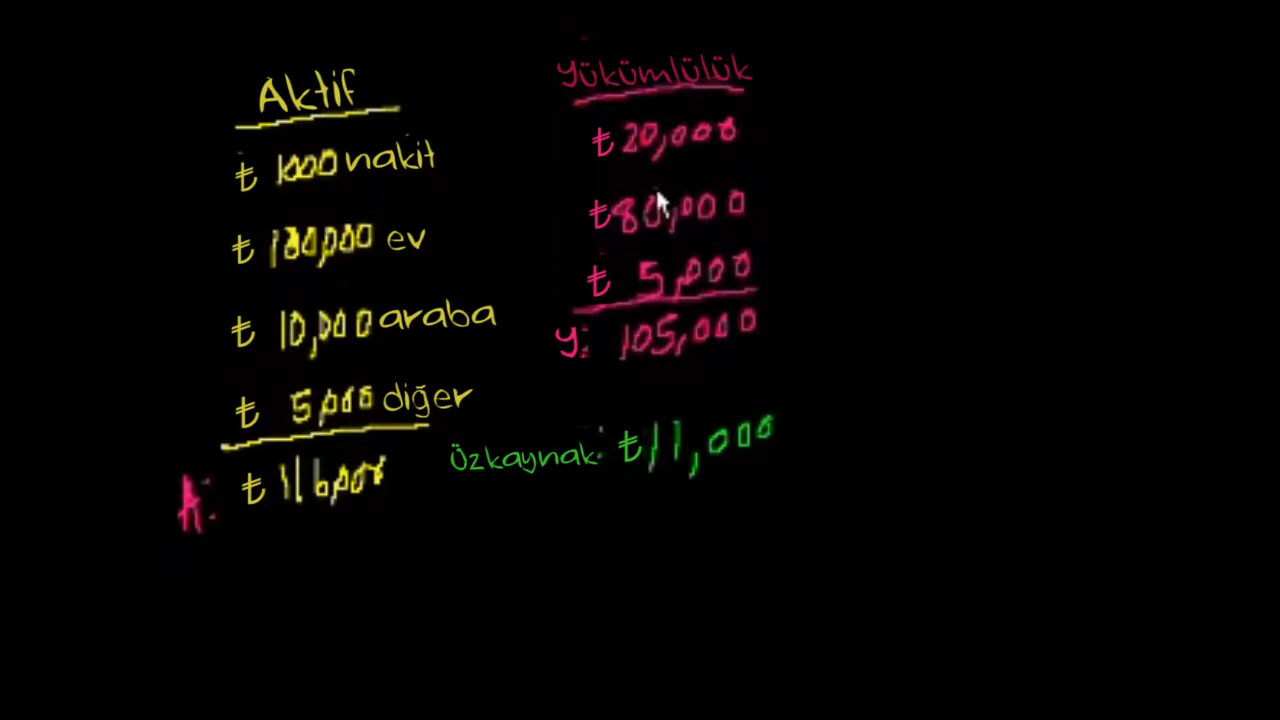 Aktif
₺ 1000 nakit
₺ 100,000 ev
₺ 10,000 araba
₺ 5,000 diğer
A: ₺ 116,000
Yükümlülük
₺ 20,000
₺ 80,000
₺ 5,000
y: 105,000
Üzkaynak: ₺ 11,000